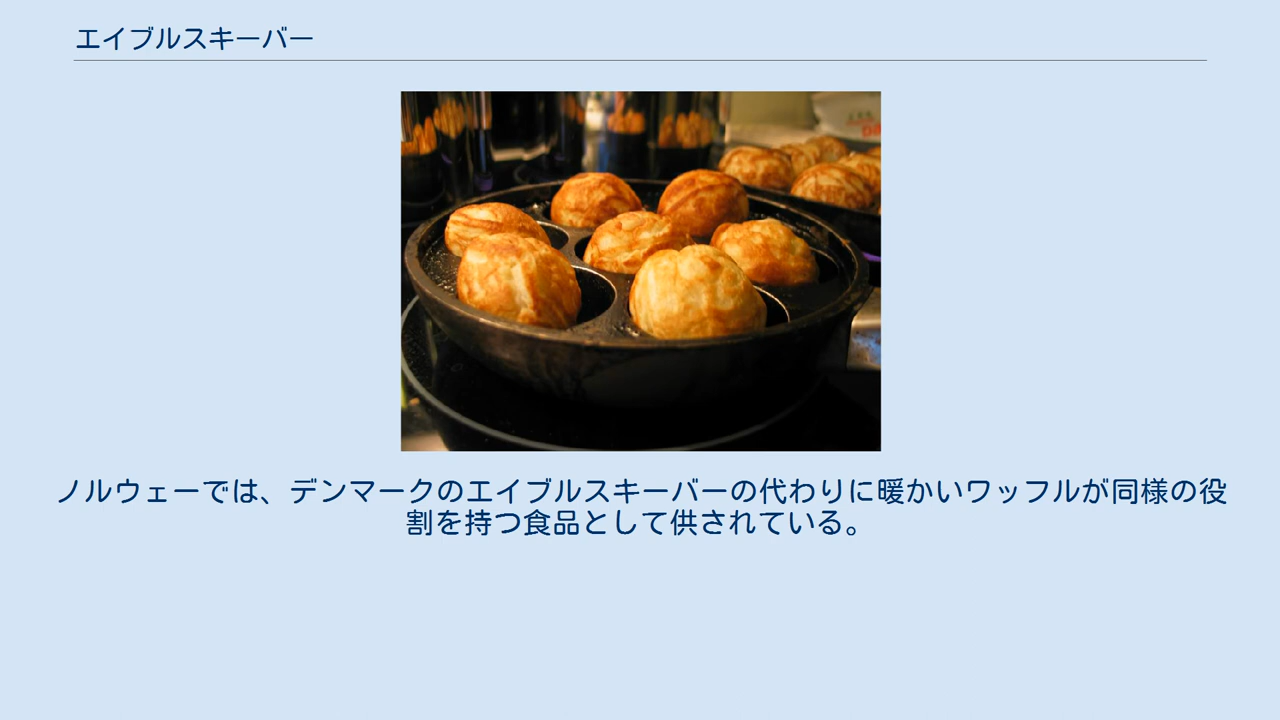 エイブルスキーバー
ノルウェーでは、デンマークのエイブルスキーバーの代わりに暖かいワッフルが同様の役
割を持つ食品として供されている。